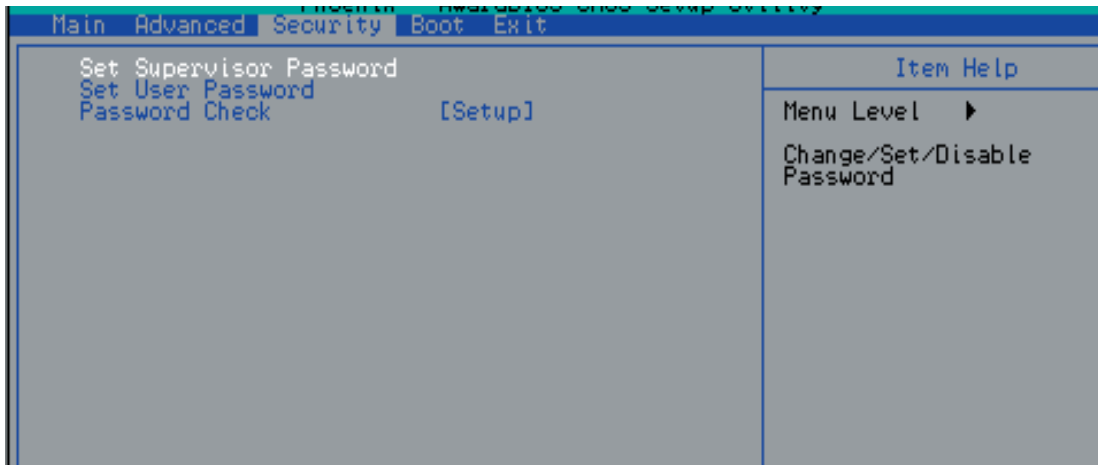 Main Advanced Security Boot Exit
Set Supervisor Password
Set User Password
Password Check [Setup]
Item Help
Menu Level ▶
Change/Set/Disable
Password